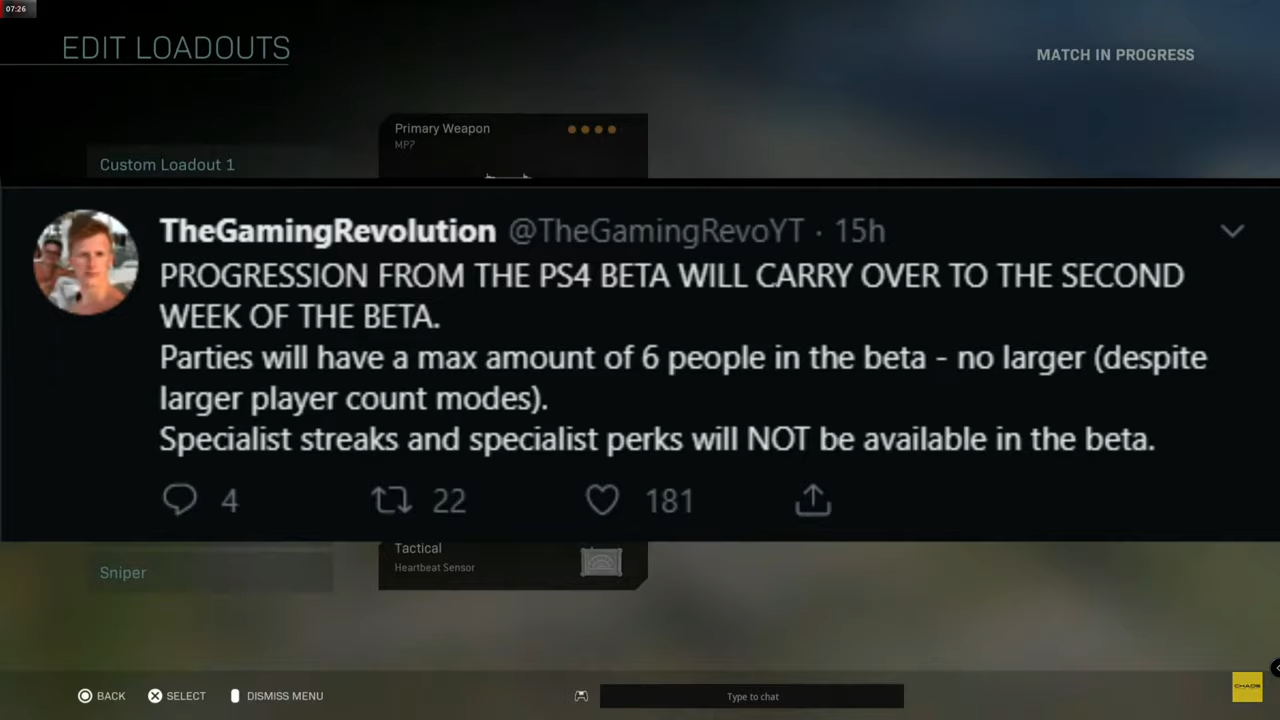 07:26
EDIT LOADOUTS
MATCH IN PROGRESS
Primary Weapon
MP7
Custom Loadout 1
TheGamingRevolution @TheGamingRevoYT · 15h
PROGRESSION FROM THE PS4 BETA WILL CARRY OVER TO THE SECOND
WEEK OF THE BETA.
Parties will have a max amount of 6 people in the beta - no larger (despite
larger player count modes).
Specialist streaks and specialist perks will NOT be available in the beta.
4 22 181
Tactical
Heartbeat Sensor
Sniper
BACK SELECT DISMISS MENU
Type to chat
CHAOS